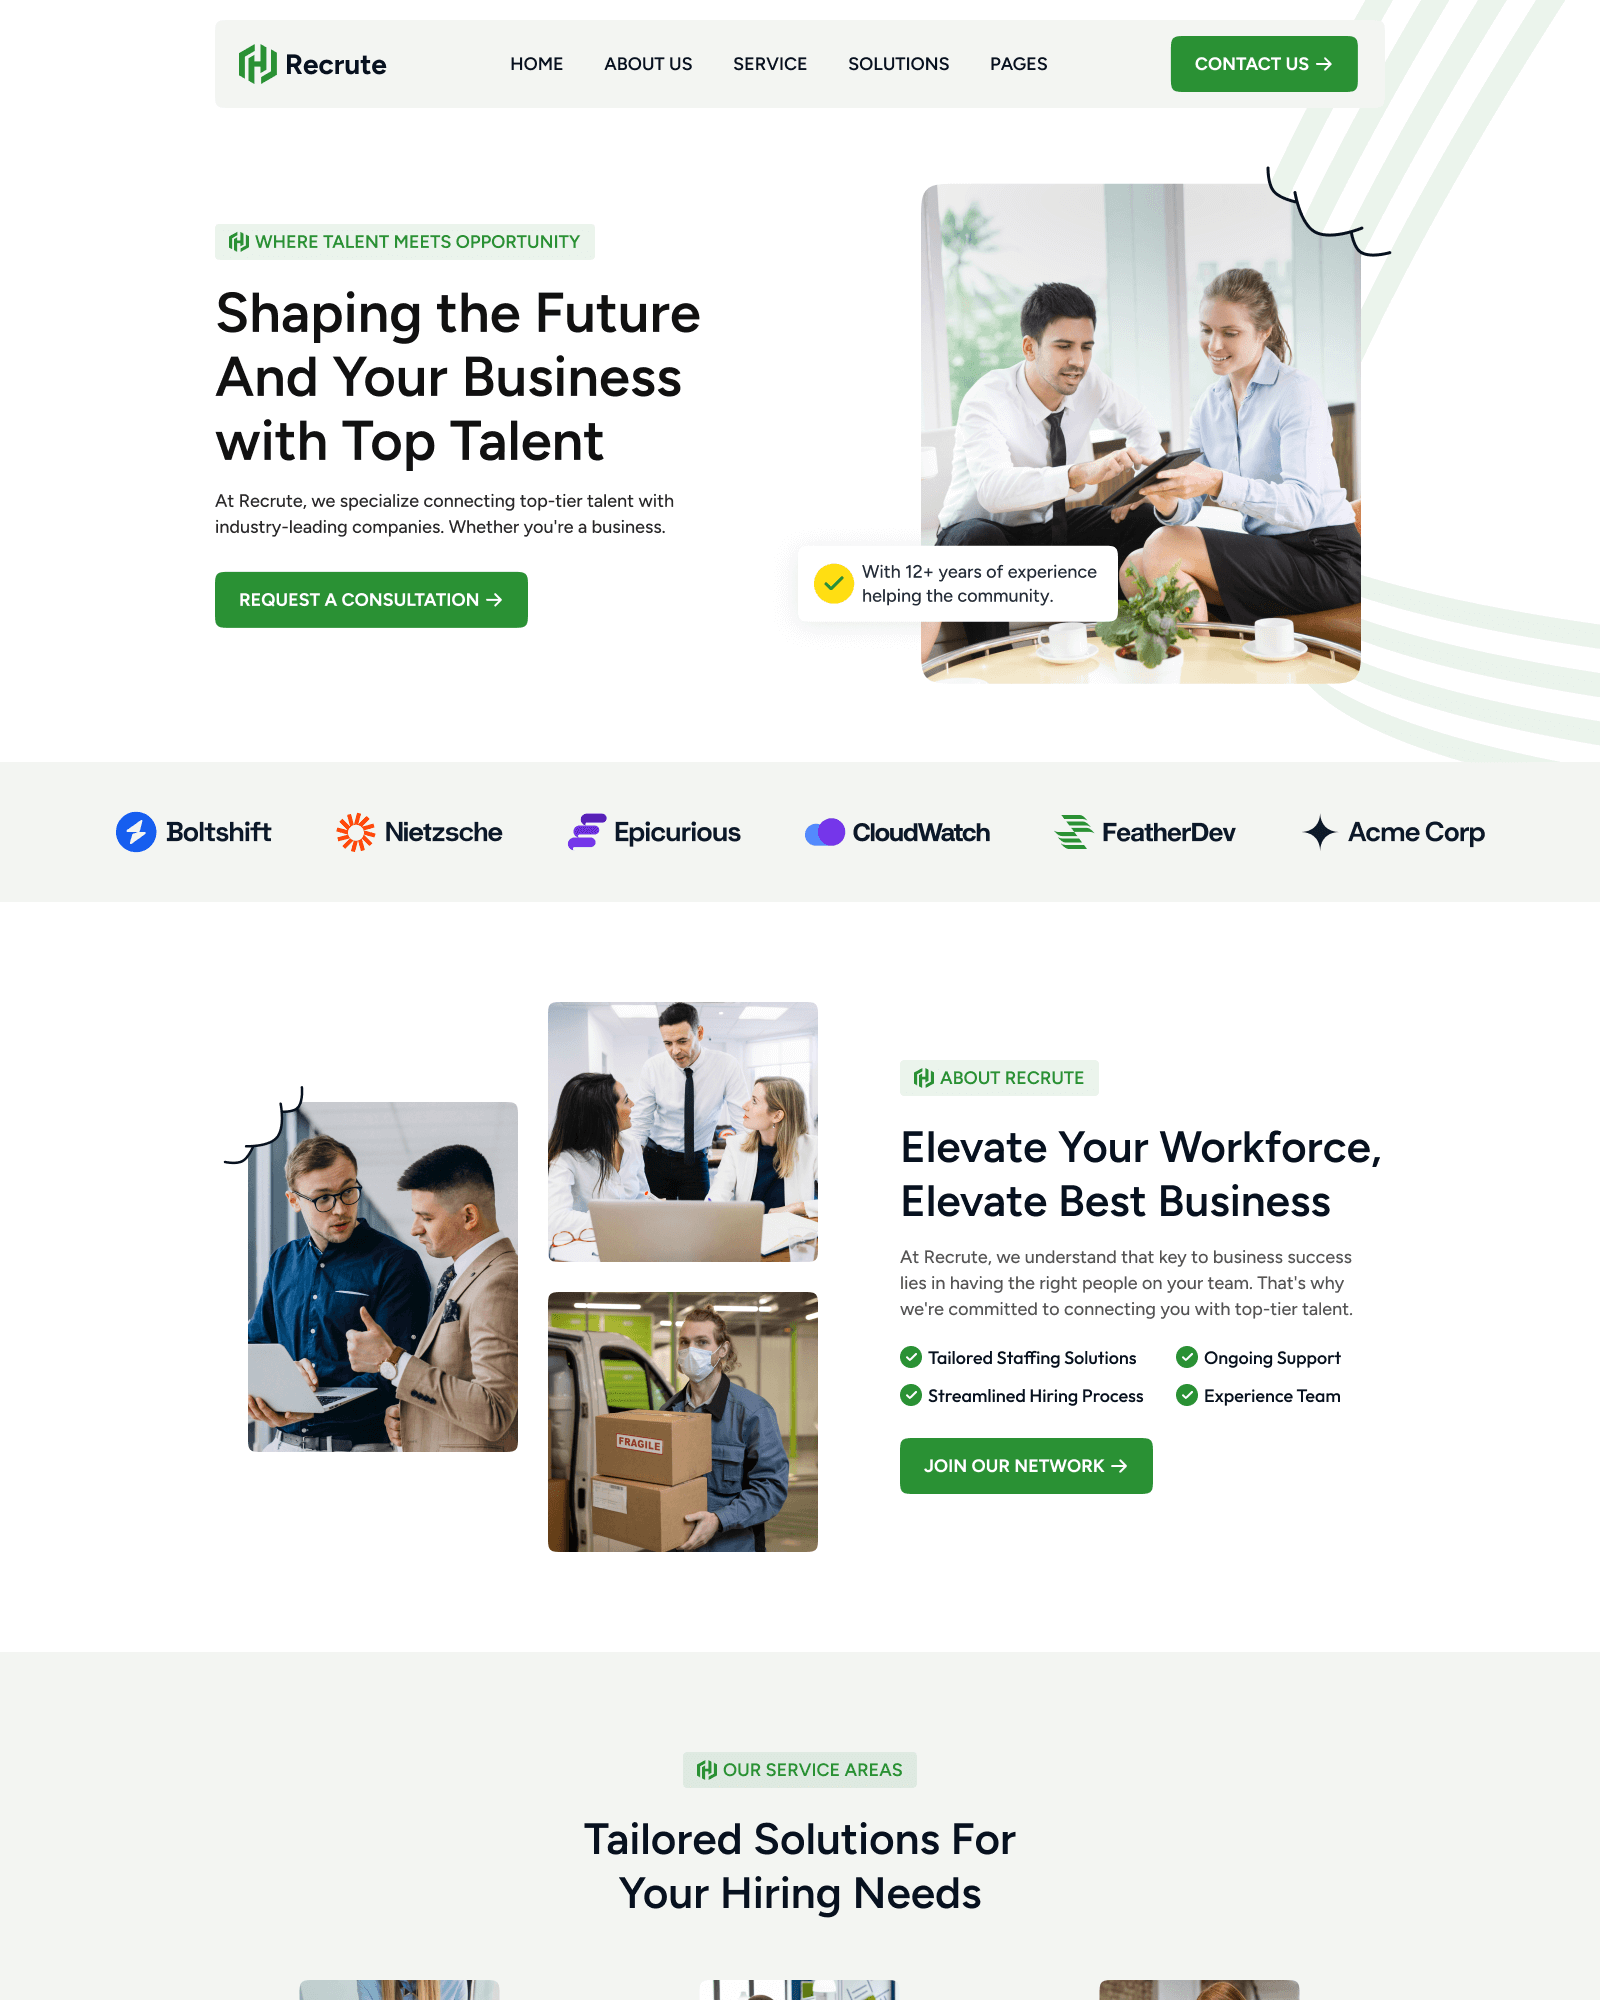 Recrute
HOME
ABOUT US
SERVICE
SOLUTIONS
PAGES
CONTACT US
WHERE TALENT MEETS OPPORTUNITY
Shaping the Future
And Your Business
with Top Talent
At Recrute, we specialize connecting top-tier talent with
industry-leading companies. Whether you're a business.
REQUEST A CONSULTATION
With 12+ years of experience
helping the community.
Boltshift
Nietzsche
Epicurious
CloudWatch
FeatherDev
Acme Corp
FRAGILE
ABOUT RECRUTE
Elevate Your Workforce,
Elevate Best Business
At Recrute, we understand that key to business success
lies in having the right people on your team. That's why
we're committed to connecting you with top-tier talent.
Tailored Staffing Solutions
Ongoing Support
Streamlined Hiring Process
Experience Team
JOIN OUR NETWORK
OUR SERVICE AREAS
Tailored Solutions For
Your Hiring Needs